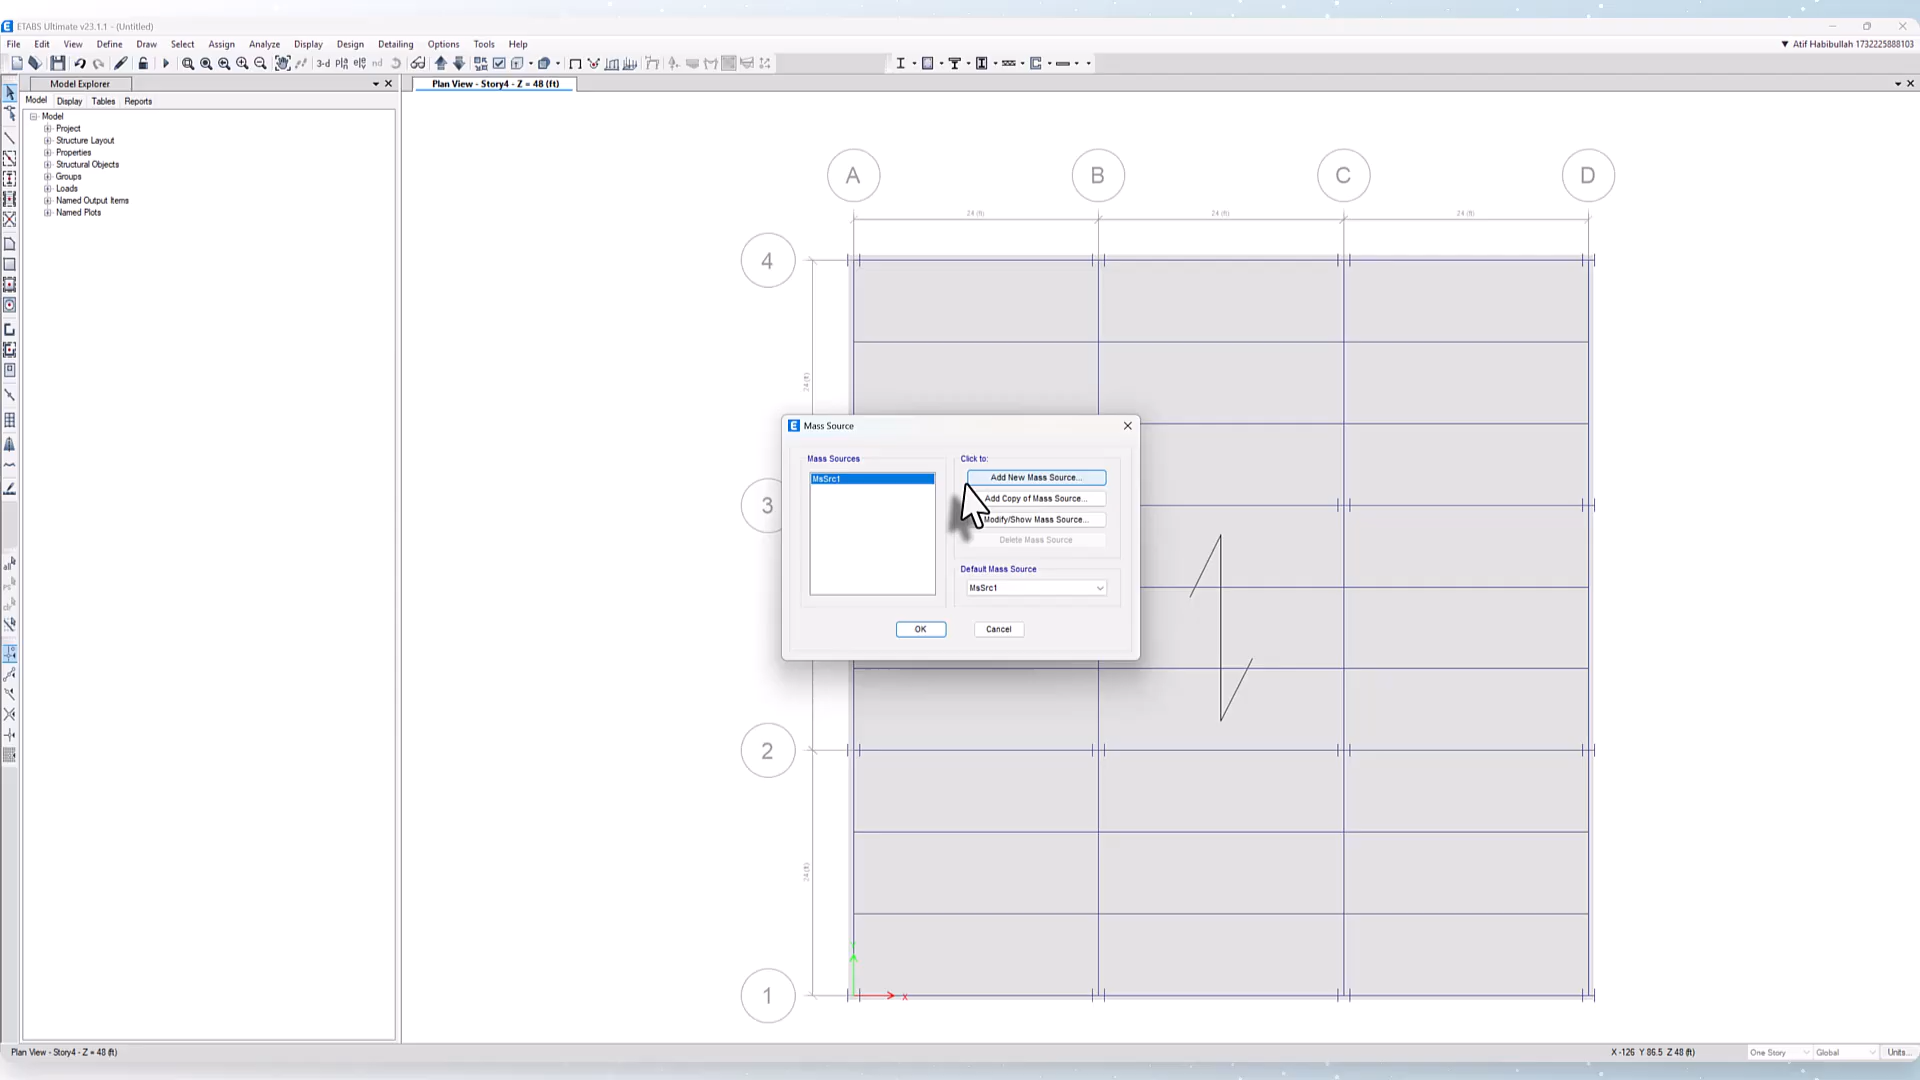 ETABS Ultimate v23.1.1 - (Untitled)
File Edit View Define Draw Select Assign Analyze Display Design Detailing Options Tools Help
Atif Habibullah 1732225888103
3-d
Model Explorer
Plan View - Story4 - Z = 48 (ft)
Model Display Tables Reports
Model
Project
Structure Layout
Properties
Structural Objects
Groups
Loads
Named Output Items
Named Plots
A B C D
24 (ft) 24 (ft) 24 (ft)
4
24 (ft)
3
2
24 (ft)
1
X
Mass Source
Mass Sources
MsSrc1
Click to:
Add New Mass Source...
Add Copy of Mass Source...
Modify/Show Mass Source...
Delete Mass Source
Default Mass Source
MsSrc1
OK Cancel
Plan View - Story4 - Z = 48 (ft)
X -126 Y 86.5 Z 48 (ft)
One Story Global Units...